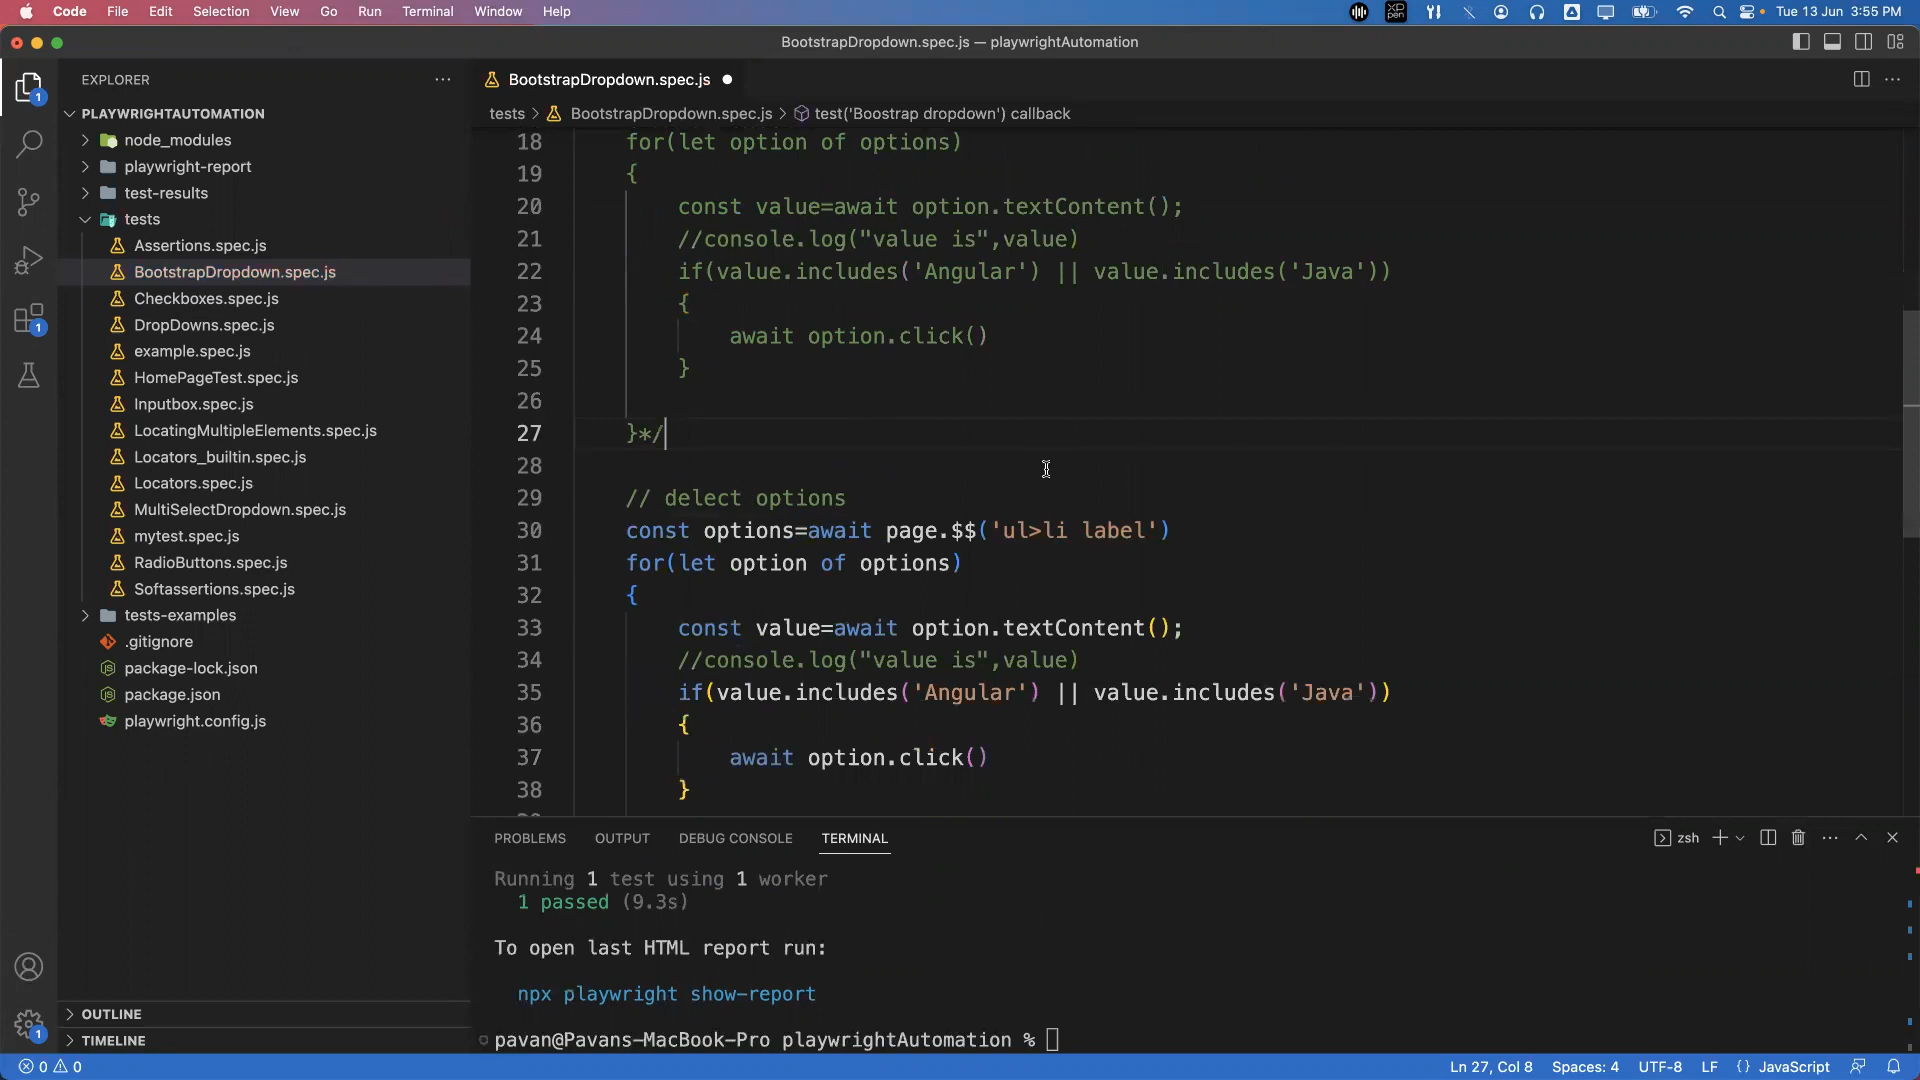 Code File Edit Selection View Go Run Terminal Window Help
XP
pen
Tue 13 Jun 3:55 PM
BootstrapDropdown.spec.js — playwrightAutomation
EXPLORER
PLAYWRIGHTAUTOMATION
node_modules
playwright-report
test-results
tests
Assertions.spec.js
BootstrapDropdown.spec.js
Checkboxes.spec.js
DropDowns.spec.js
example.spec.js
HomePageTest.spec.js
Inputbox.spec.js
LocatingMultipleElements.spec.js
Locators_builtin.spec.js
Locators.spec.js
MultiSelectDropdown.spec.js
mytest.spec.js
RadioButtons.spec.js
Softassertions.spec.js
tests-examples
.gitignore
package-lock.json
package.json
playwright.config.js
OUTLINE
TIMELINE
1
1
1
BootstrapDropdown.spec.js
tests > BootstrapDropdown.spec.js > test('Boostrap dropdown') callback
18 for(let option of options)
19 {
20 const value=await option.textContent();
21 //console.log("value is",value)
22 if(value.includes('Angular') || value.includes('Java'))
23 {
24 await option.click()
25 }
26
27 }*/
28
29 // delect options
30 const options=await page.$$('ul>li label')
31 for(let option of options)
32 {
33 const value=await option.textContent();
34 //console.log("value is",value)
35 if(value.includes('Angular') || value.includes('Java'))
36 {
37 await option.click()
38 }
PROBLEMS OUTPUT DEBUG CONSOLE TERMINAL
zsh
Running 1 test using 1 worker
1 passed (9.3s)
To open last HTML report run:
npx playwright show-report
pavan@Pavans-MacBook-Pro playwrightAutomation %
0 0
Ln 27, Col 8 Spaces: 4 UTF-8 LF {} JavaScript